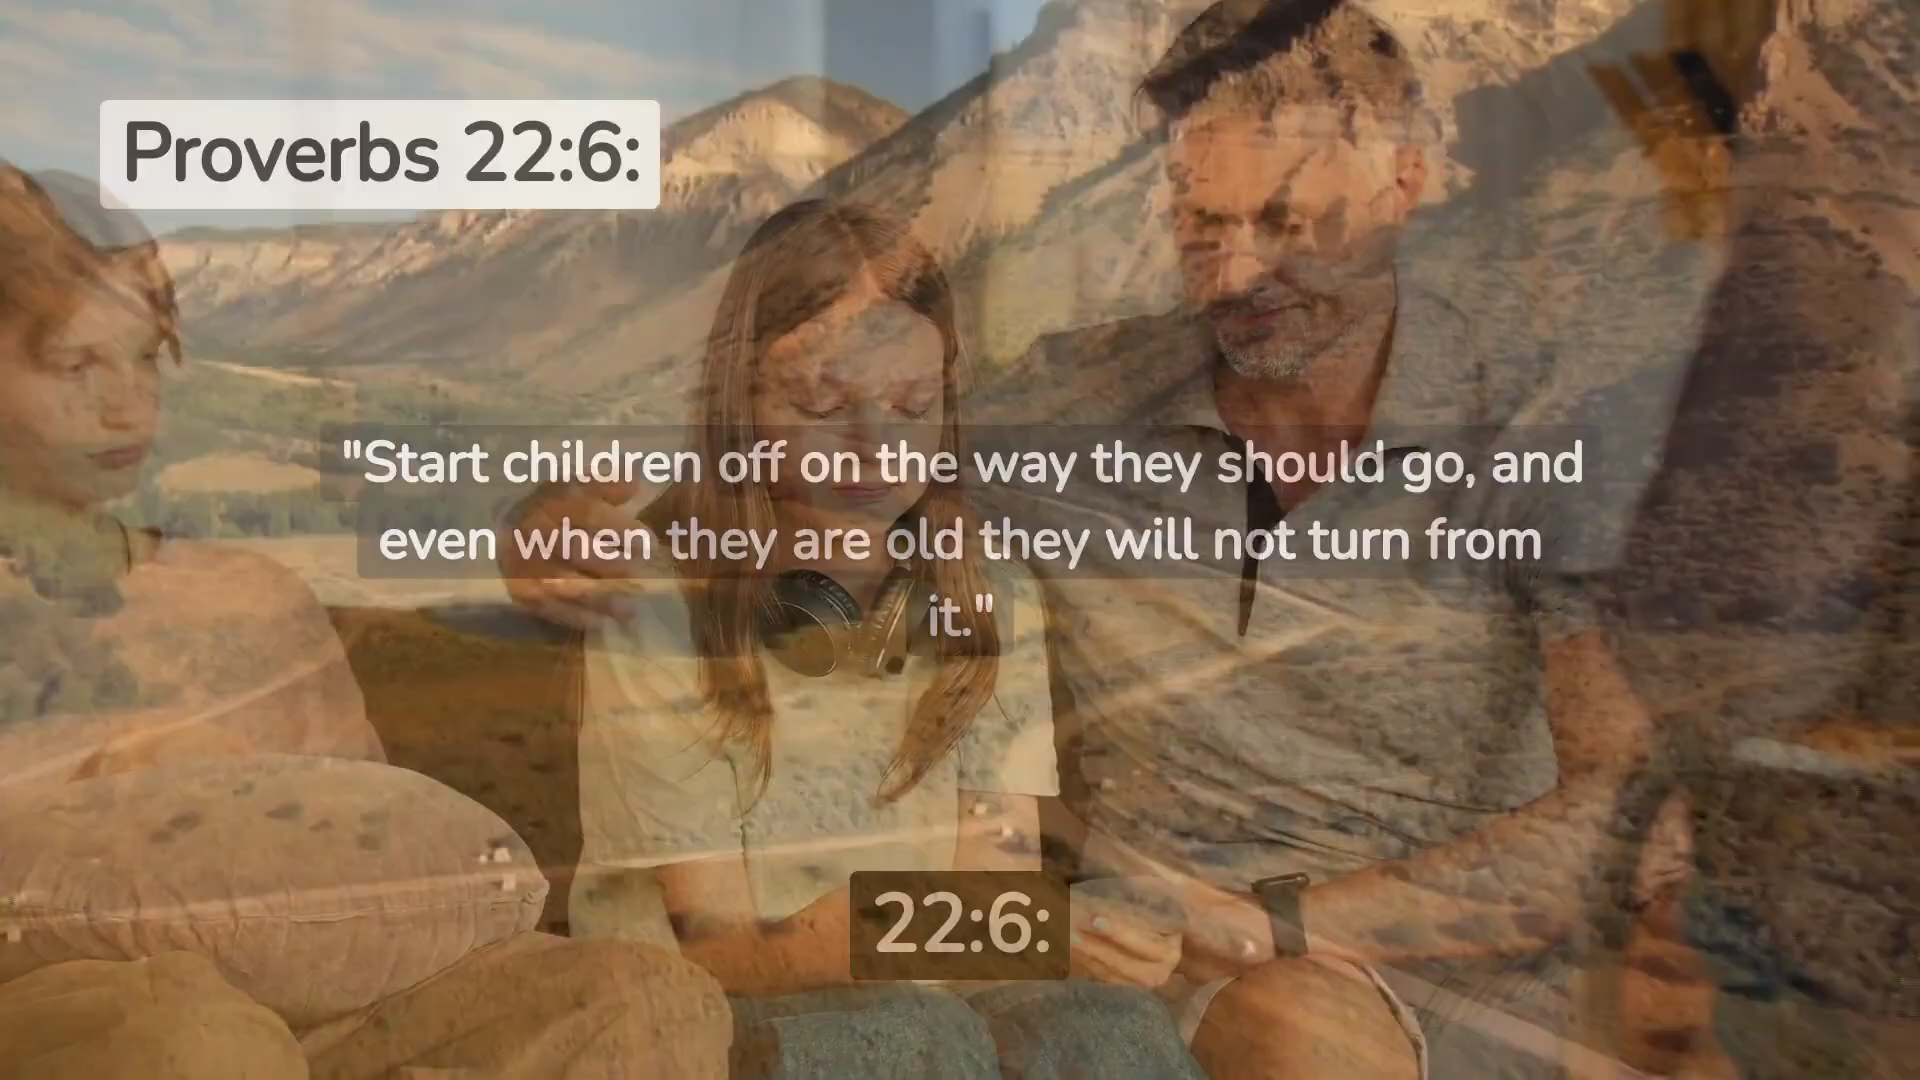 Proverbs 22:6:
"Start children off on the way they should go, and
even when they are old they will not turn from
it."
22:6: